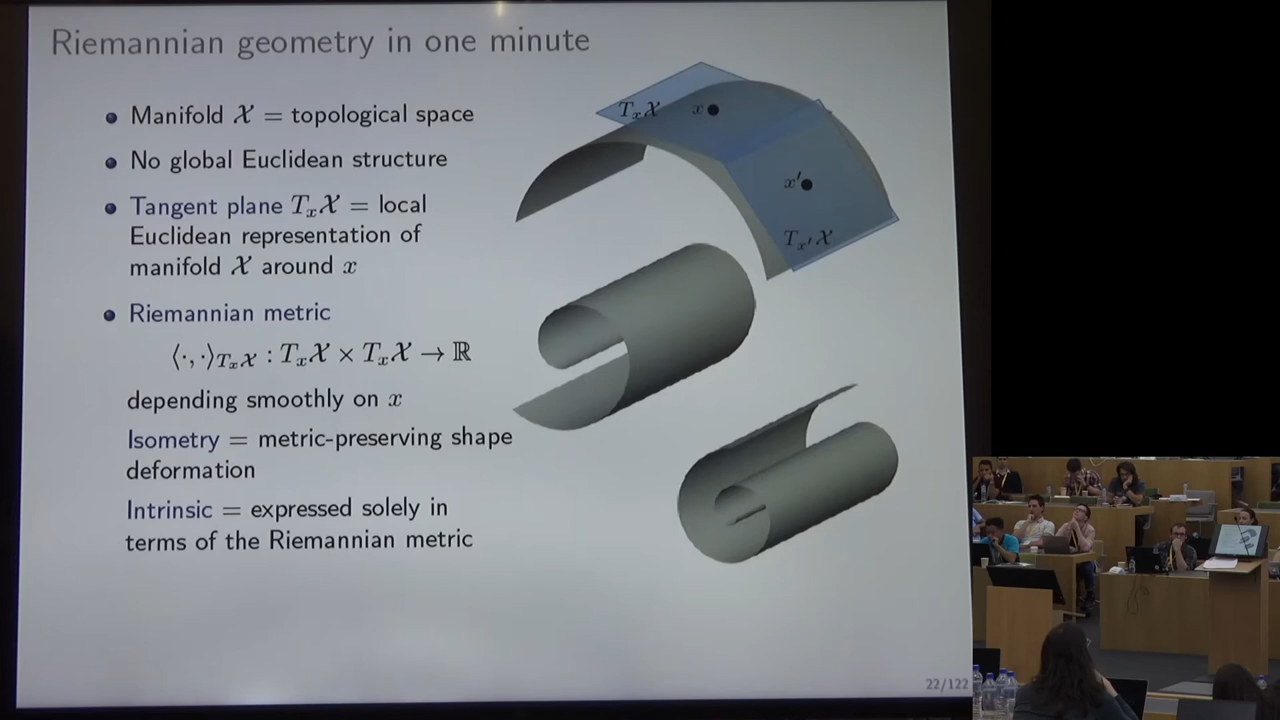 Riemannian geometry in one minute
• Manifold 𝒳 = topological space
• No global Euclidean structure
• Tangent plane TₓX = local
Euclidean representation of
manifold 𝒳 around x
• Riemannian metric
⟨·, ·⟩_{T_x𝒳} : T_x𝒳 × T_x𝒳 → ℝ
depending smoothly on x
Isometry = metric-preserving shape
deformation
Intrinsic = expressed solely in
terms of the Riemannian metric
T_x𝒳
x
x′
T_{x′}𝒳
22/122